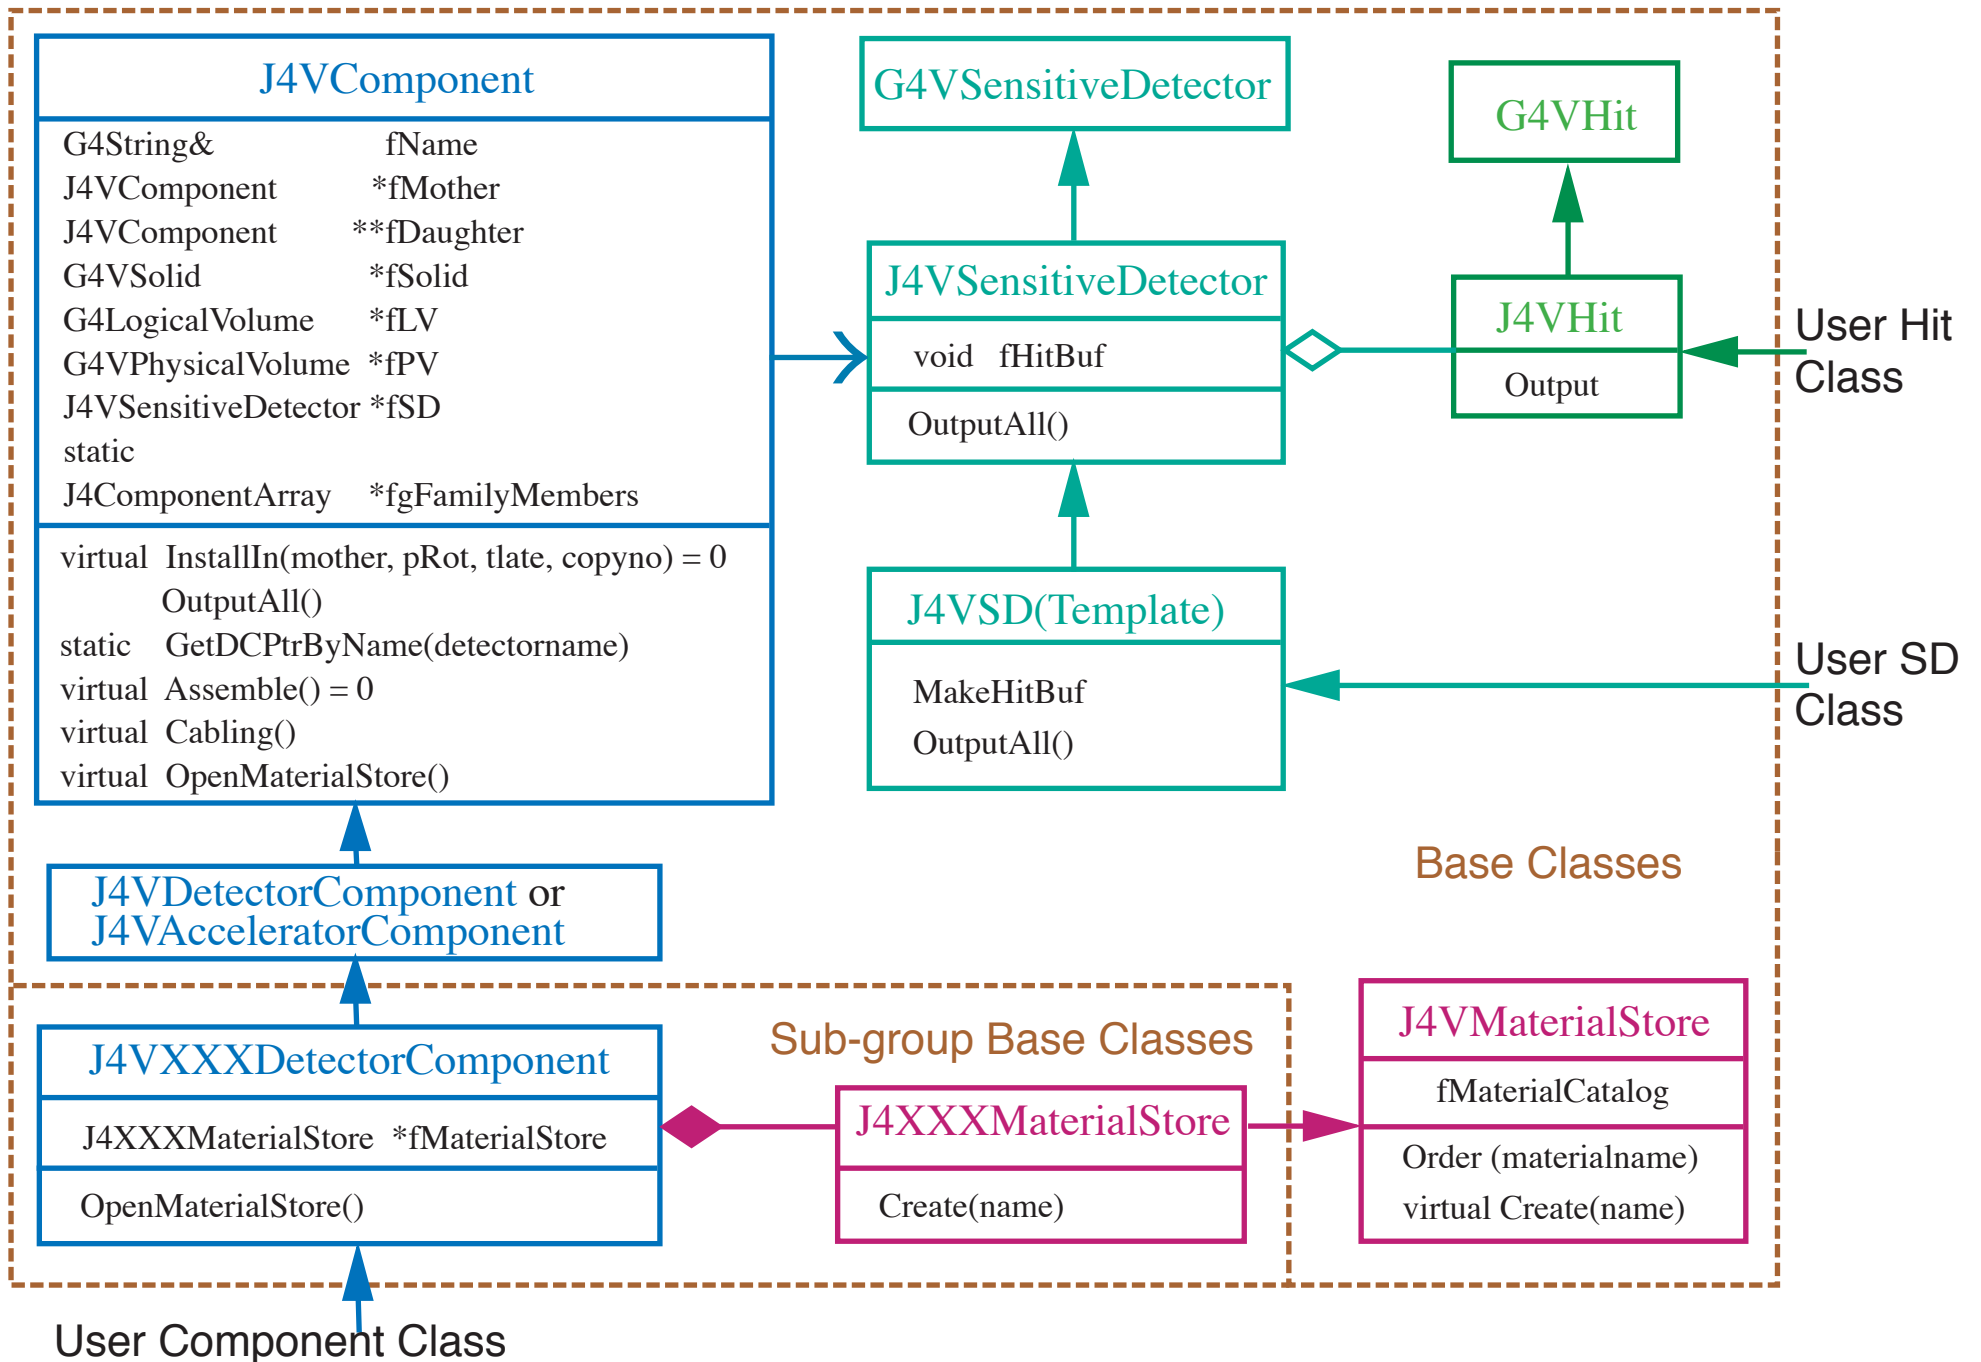 J4VComponent
G4String& fName
J4VComponent *fMother
J4VComponent **fDaughter
G4VSolid *fSolid
G4LogicalVolume *fLV
G4VPhysicalVolume *fPV
J4VSensitiveDetector *fSD
static
J4ComponentArray *fgFamilyMembers
virtual InstallIn(mother, pRot, tlate, copyno) = 0
OutputAll()
static GetDCPtrByName(detectorname)
virtual Assemble() = 0
virtual Cabling()
virtual OpenMaterialStore()
G4VSensitiveDetector
J4VSensitiveDetector
void fHitBuf
OutputAll()
J4VSD(Template)
MakeHitBuf
OutputAll()
G4VHit
J4VHit
Output
User Hit
Class
User SD
Class
Base Classes
J4VDetectorComponent or
J4VAcceleratorComponent
Sub-group Base Classes
J4VXXXDetectorComponent
J4XXXMaterialStore *fMaterialStore
OpenMaterialStore()
J4XXXMaterialStore
Create(name)
J4VMaterialStore
fMaterialCatalog
Order (materialname)
virtual Create(name)
User Component Class